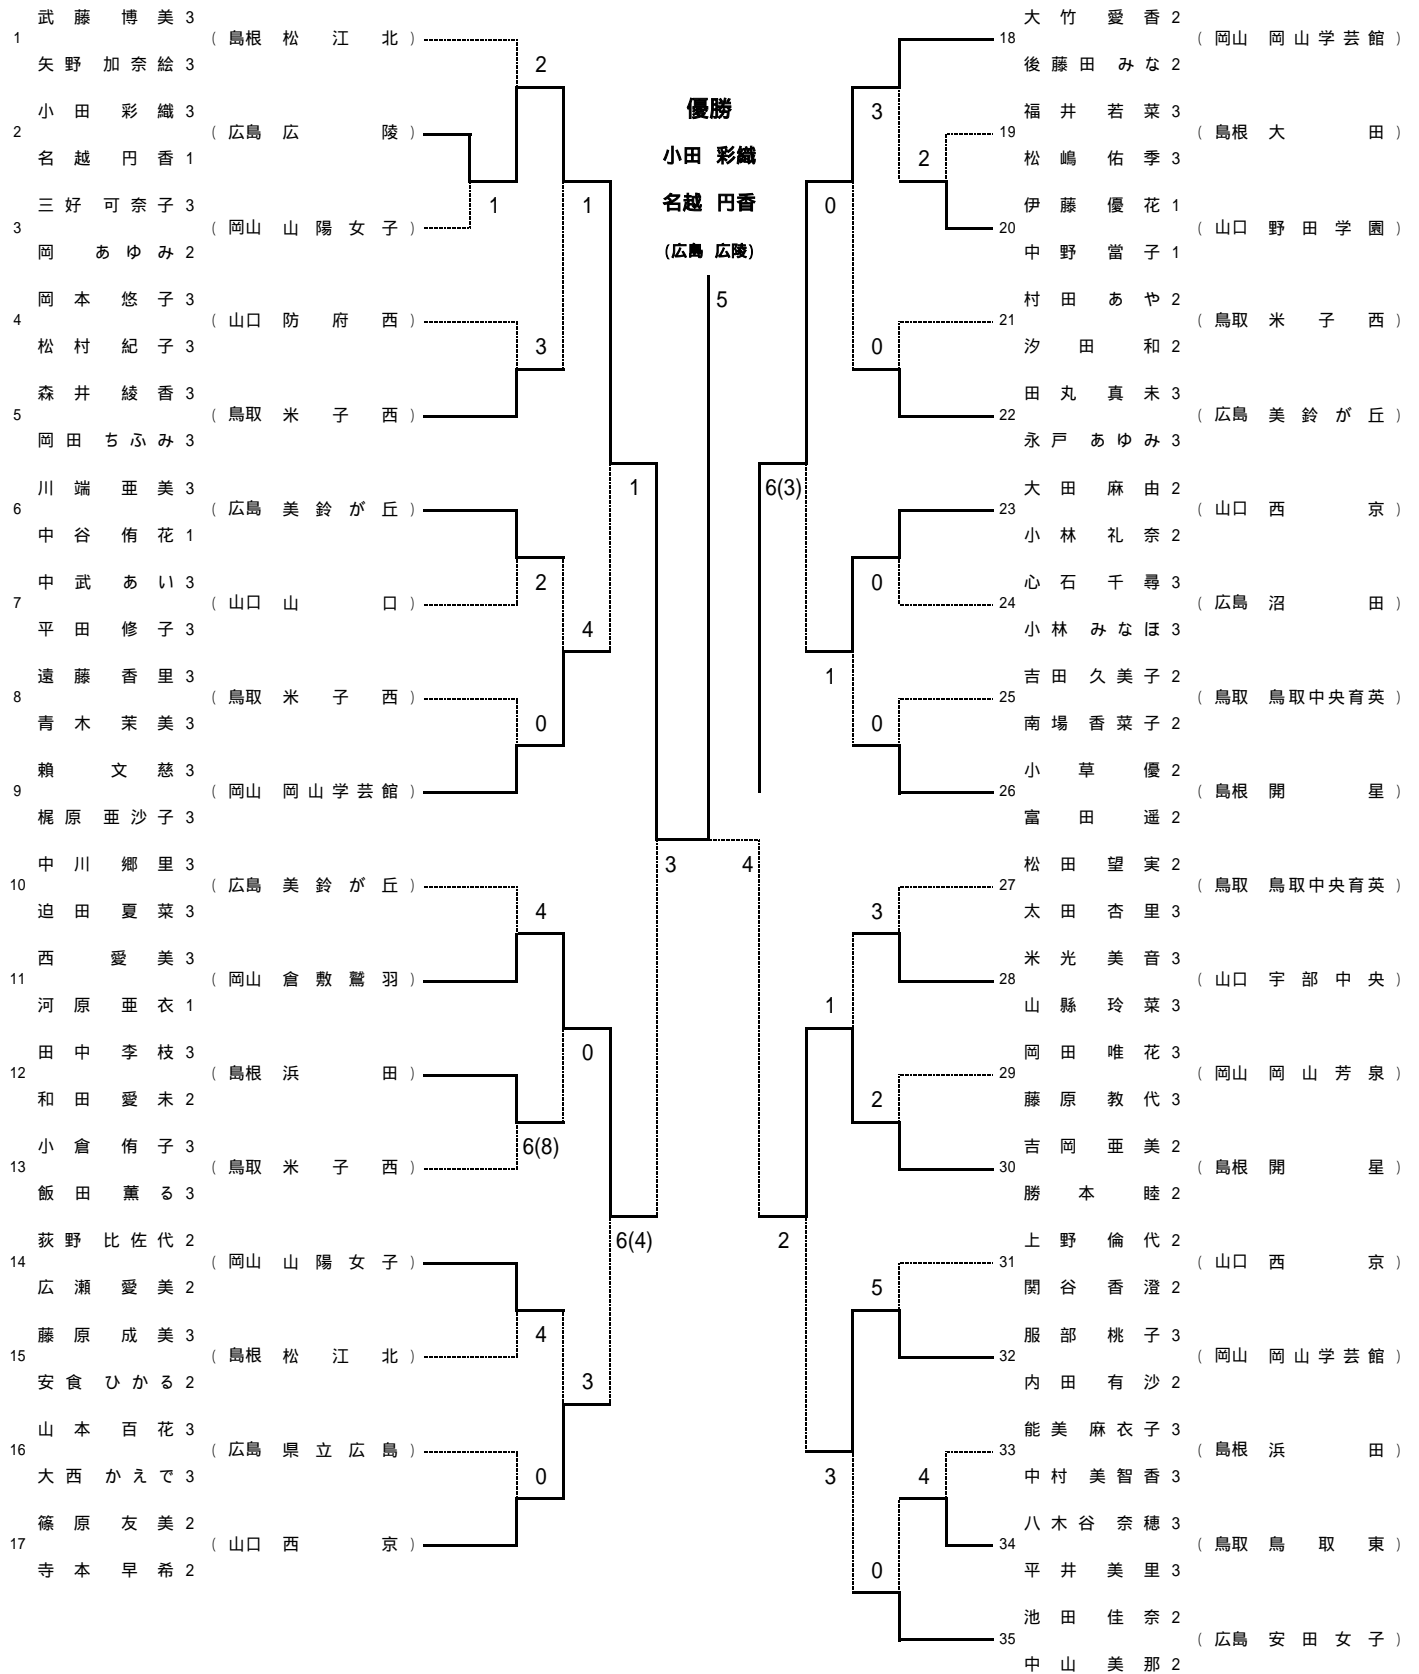 武藤 博美 3
1 (島根 松江北)
矢野 加奈絵 3
小田 彩織 3
2 (広島 広陵)
名越 円香 1
三好 可奈子 3
3 (岡山 山陽女子)
岡 あゆみ 2
岡本 悠子 3
4 (山口 防府西)
松村 紀子 3
森井 綾香 3
5 (鳥取 米子西)
岡田 ちふみ 3
川端 亜美 3
6 (広島 美鈴が丘)
中谷 侑花 1
中武 あい 3
7 (山口 山口)
平田 修子 3
遠藤 香里 3
8 (鳥取 米子西)
青木 茉美 3
賴 文慈 3
9 (岡山 岡山学芸館)
梶原 亜沙子 3
中川 郷里 3
10 (広島 美鈴が丘)
迫田 夏菜 3
西 愛美 3
11 (岡山 倉敷鷲羽)
河原 亜衣 1
田中 李枝 3
12 (島根 浜田)
和田 愛未 2
小倉 侑子 3
13 (鳥取 米子西)
飯田 薫る 3
荻野 比佐代 2
14 (岡山 山陽女子)
広瀬 愛美 2
藤原 成美 3
15 (島根 松江北)
安食 ひかる 2
山本 百花 3
16 (広島 県立広島)
大西 かえで 3
篠原 友美 2
17 (山口 西京)
寺本 早希 2
2
1
1
3
1
2
4
0
4
0
6(8)
6(4)
4
3
0
3
優勝
小田 彩織
名越 円香
(広島 広陵)
5
4
3
2
0
0
6(3)
0
1
0
3
1
2
2
5
3
4
0
大竹 愛香 2
18 (岡山 岡山学芸館)
後藤田 みな 2
福井 若菜 3
19 (島根 大田)
松嶋 佑季 3
伊藤 優花 1
20 (山口 野田学園)
中野 當子 1
村田 あや 2
21 (鳥取 米子西)
汐田 和 2
田丸 真未 3
22 (広島 美鈴が丘)
永戸 あゆみ 3
大田 麻由 2
23 (山口 西京)
小林 礼奈 2
心石 千尋 3
24 (広島 沼田)
小林 みなほ 3
吉田 久美子 2
25 (鳥取 鳥取中央育英)
南場 香菜子 2
小草 優 2
26 (島根 開星)
富田 遥 2
松田 望実 2
27 (鳥取 鳥取中央育英)
太田 杏里 3
米光 美音 3
28 (山口 宇部中央)
山縣 玲菜 3
岡田 唯花 3
29 (岡山 岡山芳泉)
藤原 教代 3
吉岡 亜美 2
30 (島根 開星)
勝本 睦 2
上野 倫代 2
31 (山口 西京)
関谷 香澄 2
服部 桃子 3
32 (岡山 岡山学芸館)
内田 有沙 2
能美 麻衣子 3
33 (島根 浜田)
中村 美智香 3
八木谷 奈穂 3
34 (鳥取 鳥取東)
平井 美里 3
池田 佳奈 2
35 (広島 安田女子)
中山 美那 2